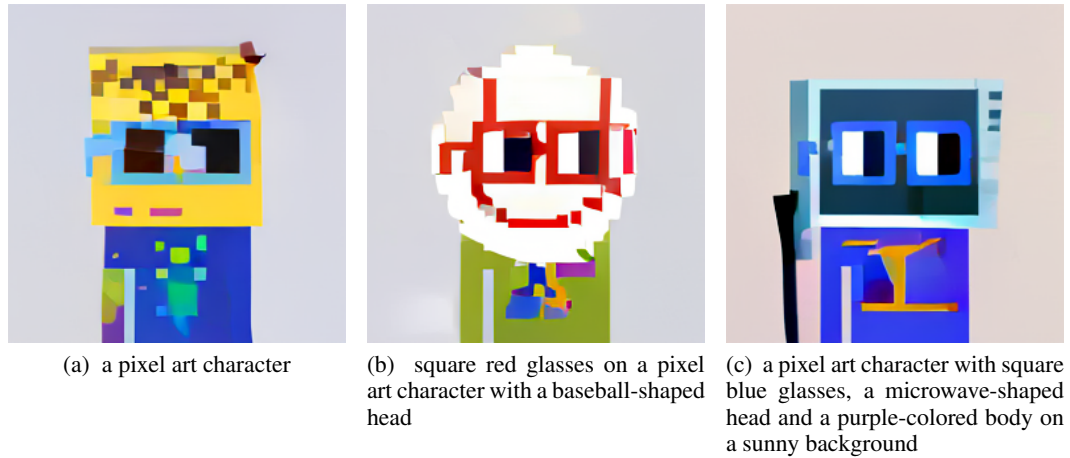 (a) a pixel art character
(b) square red glasses on a pixel
art character with a baseball-shaped
head
(c) a pixel art character with square
blue glasses, a microwave-shaped
head and a purple-colored body on
a sunny background